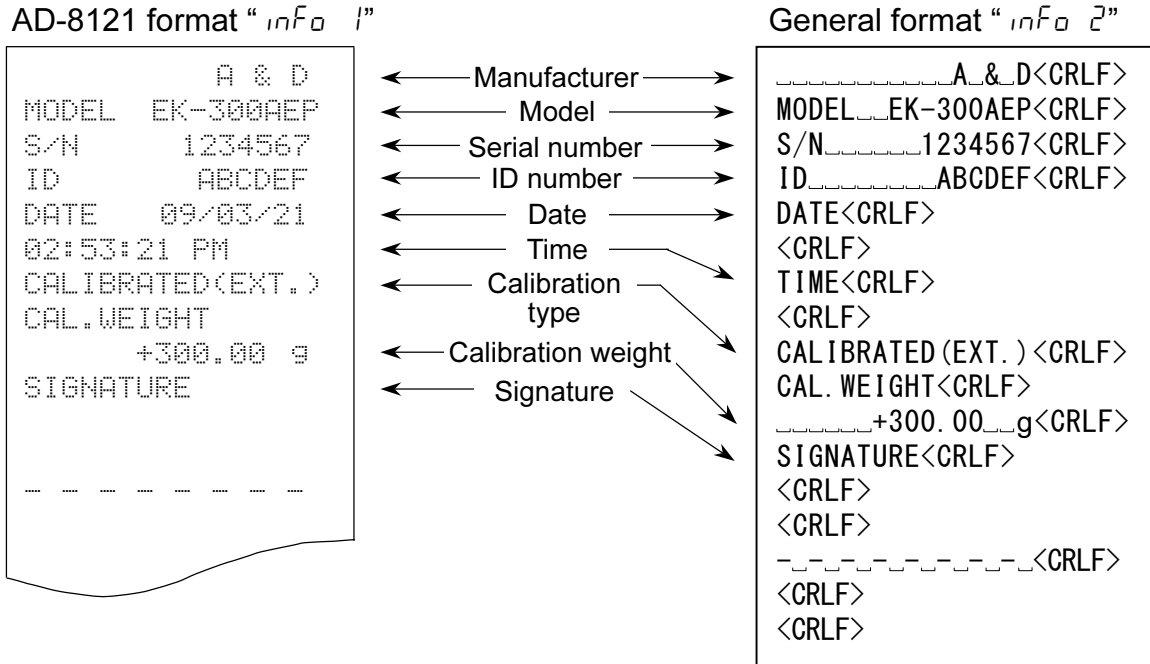 AD-8121 format “ inFo 1”
A & D
MODEL EK-300AEP
S/N 1234567
ID ABCDEF
DATE 09/03/21
02:53:21 PM
CALIBRATED(EXT.)
CAL.WEIGHT
+300.00 g
SIGNATURE
_ _ _ _ _ _ _ _ _
Manufacturer
Model
Serial number
ID number
Date
Time
Calibration
type
Calibration weight
Signature
General format “ inFo 2”
␣␣␣␣␣␣␣␣␣␣␣A␣&␣D<CRLF>
MODEL␣␣EK-300AEP<CRLF>
S/N␣␣␣␣␣␣1234567<CRLF>
ID␣␣␣␣␣␣␣␣ABCDEF<CRLF>
DATE<CRLF>
<CRLF>
TIME<CRLF>
<CRLF>
CALIBRATED(EXT.)<CRLF>
CAL.WEIGHT<CRLF>
␣␣␣␣␣␣+300.00␣␣g<CRLF>
SIGNATURE<CRLF>
<CRLF>
<CRLF>
-␣-␣-␣-␣-␣-␣-␣-␣<CRLF>
<CRLF>
<CRLF>